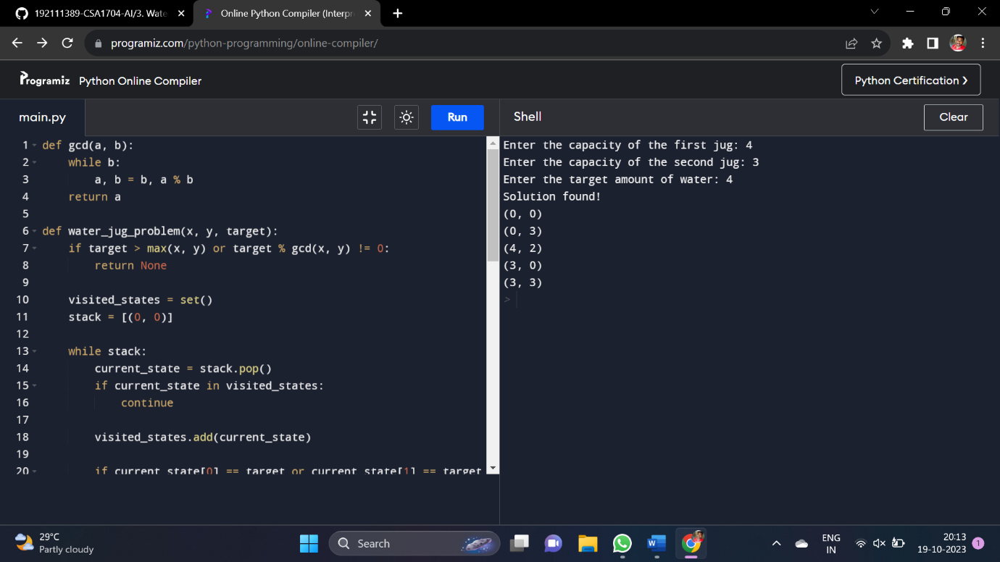 192111389-CSA1704-AI/3. Wate
Online Python Compiler (Interpr
programiz.com/python-programming/online-compiler/
Programiz Python Online Compiler
Python Certification
main.py
Run
Shell
Clear
1 def gcd(a, b):
2 while b:
3 a, b = b, a % b
4 return a
5
6 def water_jug_problem(x, y, target):
7 if target > max(x, y) or target % gcd(x, y) != 0:
8 return None
9
10 visited_states = set()
11 stack = [(0, 0)]
12
13 while stack:
14 current_state = stack.pop()
15 if current_state in visited_states:
16 continue
17
18 visited_states.add(current_state)
19
20 if current_state[0] == target or current_state[1] == target
Enter the capacity of the first jug: 4
Enter the capacity of the second jug: 3
Enter the target amount of water: 4
Solution found!
(0, 0)
(0, 3)
(4, 2)
(3, 0)
(3, 3)
>
29°C
Partly cloudy
Search
ENG
IN
20:13
19-10-2023
1